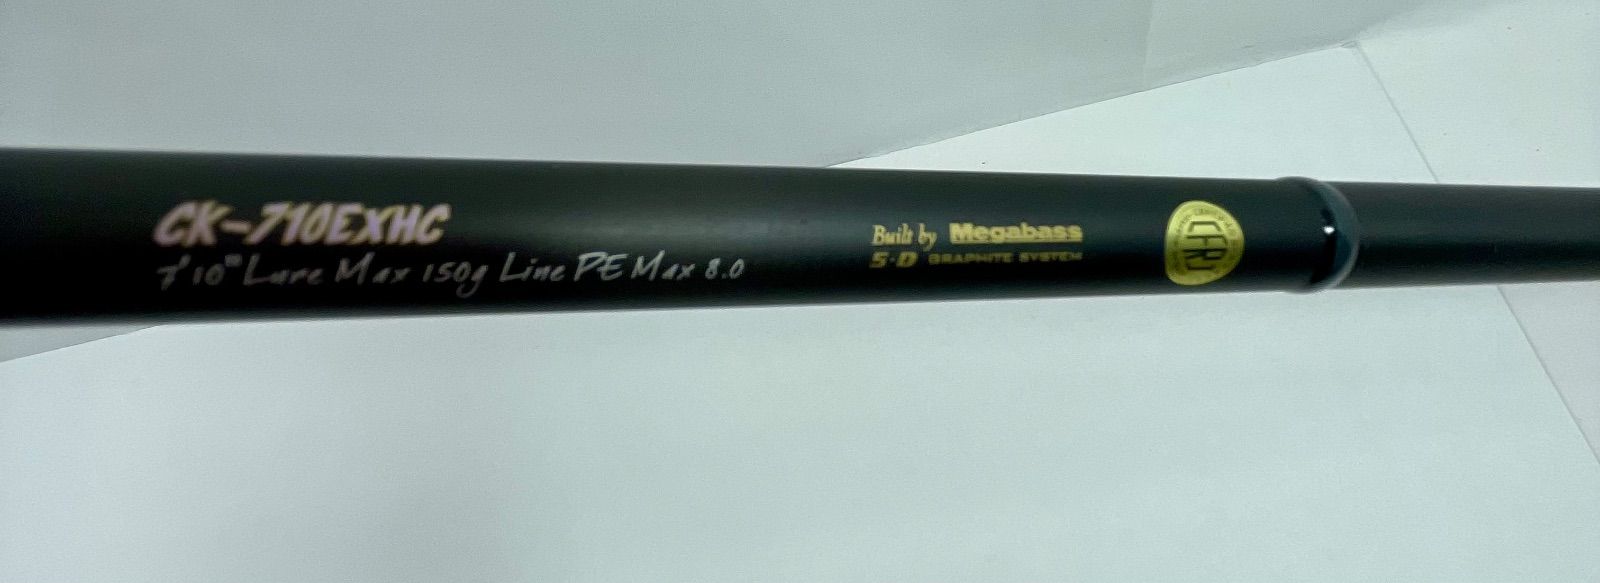 CK-710EXHC
7'10" Lure Max 150g Line PE Max 8.0
Built by Megabass
S·D GRAPHITE SYSTEM
CFRJ